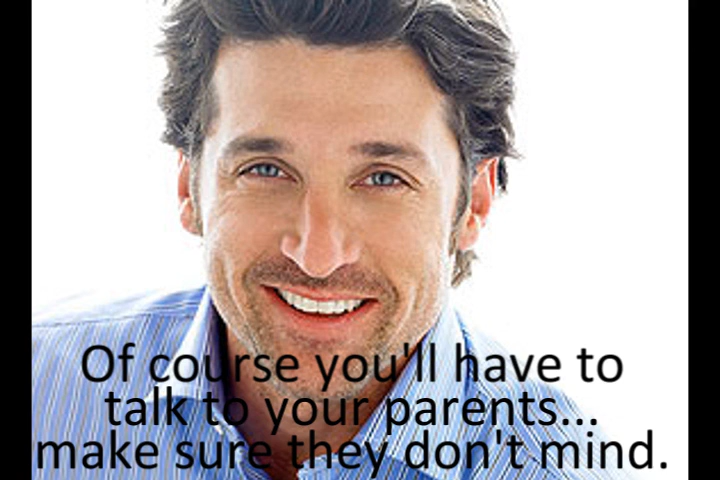 Of course you'll have to
talk to your parents...
make sure they don't mind.